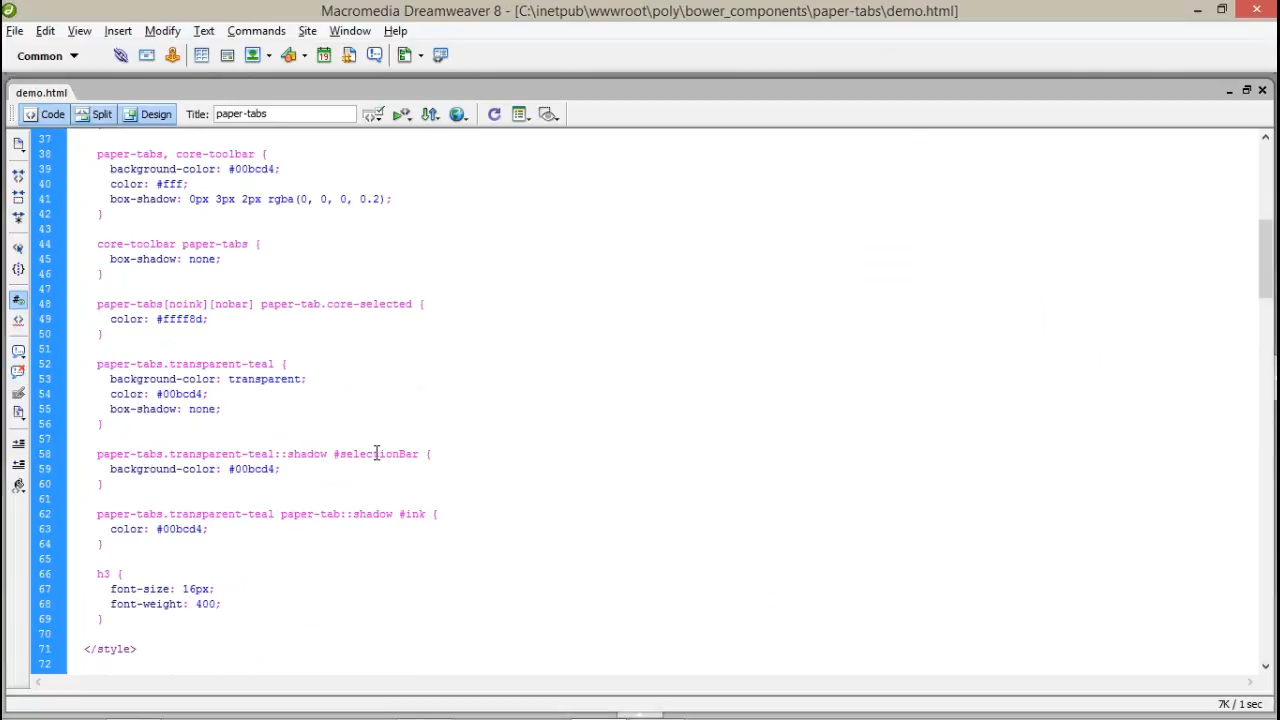 Macromedia Dreamweaver 8 - [C:\inetpub\wwwroot\poly\bower_components\paper-tabs\demo.html]
File Edit View Insert Modify Text Commands Site Window Help
Common
demo.html
Code Split Design Title: paper-tabs
37
38 paper-tabs, core-toolbar {
39 background-color: #00bcd4;
40 color: #fff;
41 box-shadow: 0px 3px 2px rgba(0, 0, 0, 0.2);
42 }
43
44 core-toolbar paper-tabs {
45 box-shadow: none;
46 }
47
48 paper-tabs[noink][nobar] paper-tab.core-selected {
49 color: #ffff8d;
50 }
51
52 paper-tabs.transparent-teal {
53 background-color: transparent;
54 color: #00bcd4;
55 box-shadow: none;
56 }
57
58 paper-tabs.transparent-teal::shadow #selectionBar {
59 background-color: #00bcd4;
60 }
61
62 paper-tabs.transparent-teal paper-tab::shadow #ink {
63 color: #00bcd4;
64 }
65
66 h3 {
67 font-size: 16px;
68 font-weight: 400;
69 }
70
71 </style>
72
7K / 1 sec